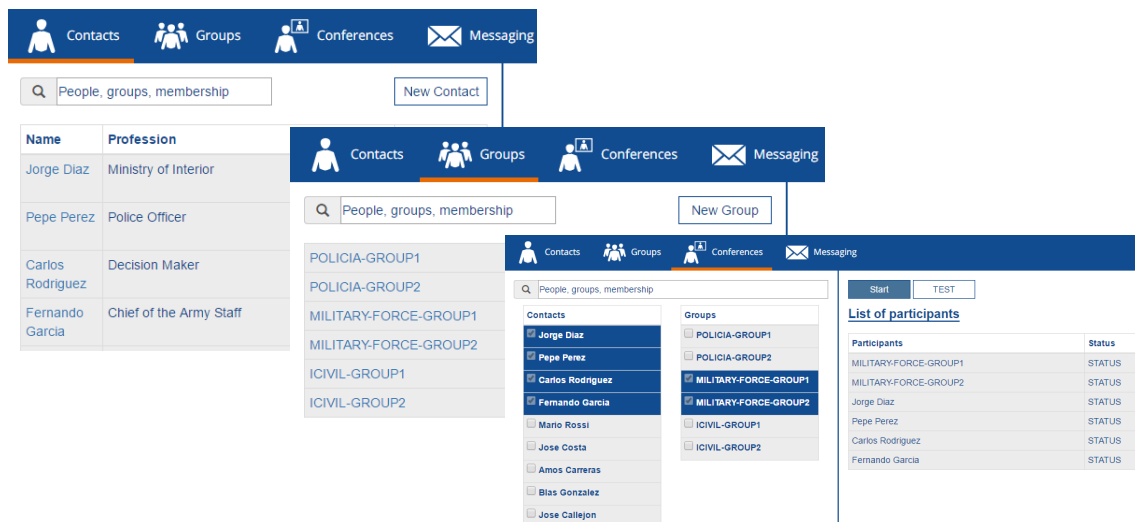 Contacts Groups Conferences Messaging
People, groups, membership New Contact
Name Profession
Jorge Diaz Ministry of Interior
Pepe Perez Police Officer
Carlos Rodriguez Decision Maker
Fernando Garcia Chief of the Army Staff
Contacts Groups Conferences Messaging
People, groups, membership New Group
POLICIA-GROUP1
POLICIA-GROUP2
MILITARY-FORCE-GROUP1
MILITARY-FORCE-GROUP2
ICIVIL-GROUP1
ICIVIL-GROUP2
Contacts Groups Conferences Messaging
People, groups, membership
Contacts
Jorge Diaz
Pepe Perez
Carlos Rodriguez
Fernando Garcia
Mario Rossi
Jose Costa
Amos Carreras
Blas Gonzalez
Jose Callejon
Groups
POLICIA-GROUP1
POLICIA-GROUP2
MILITARY-FORCE-GROUP1
MILITARY-FORCE-GROUP2
ICIVIL-GROUP1
ICIVIL-GROUP2
Start TEST
List of participants
Participants Status
MILITARY-FORCE-GROUP1 STATUS
MILITARY-FORCE-GROUP2 STATUS
Jorge Diaz STATUS
Pepe Perez STATUS
Carlos Rodriguez STATUS
Fernando Garcia STATUS